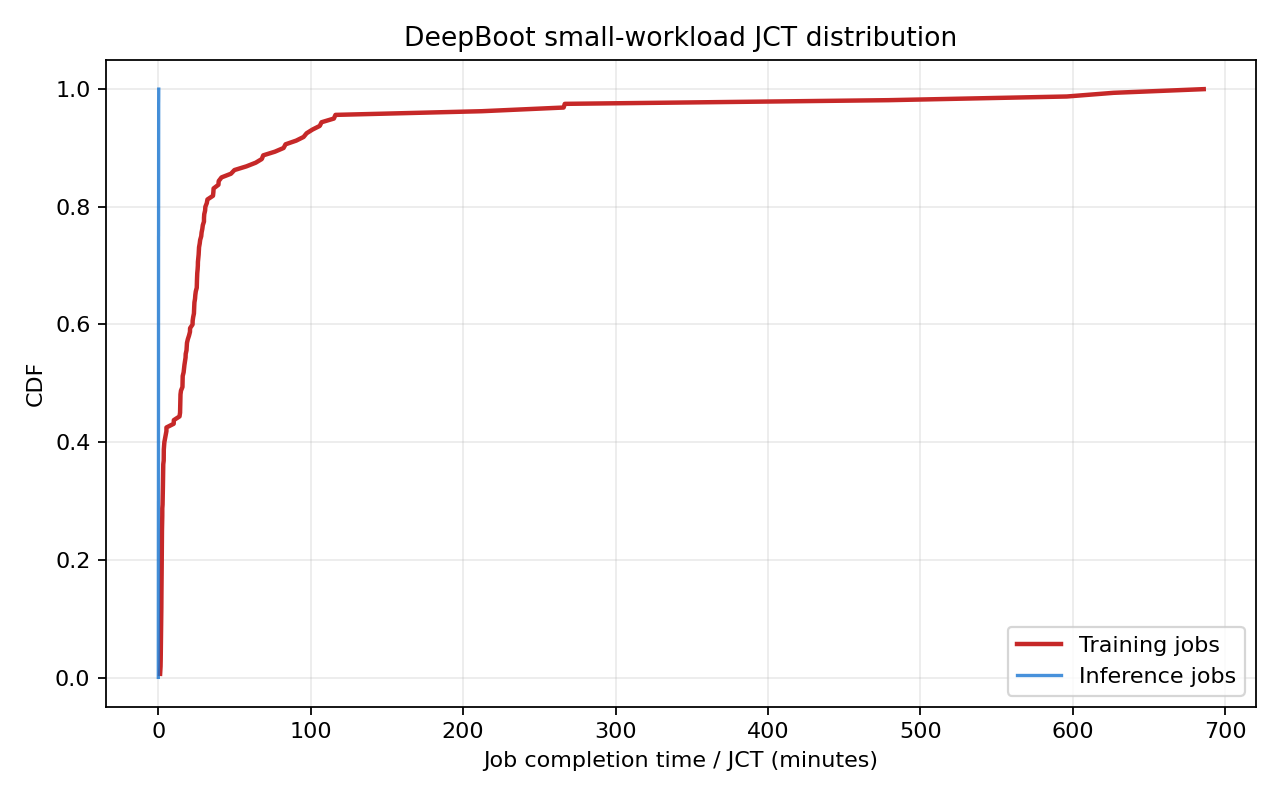 DeepBoot small-workload JCT distribution
1.0
0.8
0.6
0.4
0.2
0.0
CDF
Training jobs
Inference jobs
0 100 200 300 400 500 600 700
Job completion time / JCT (minutes)